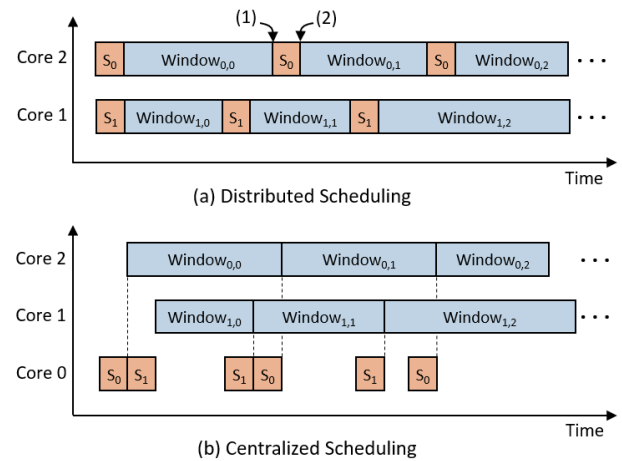 (1) (2)
Core 2 S₀ Window₀,₀ S₀ Window₀,₁ S₀ Window₀,₂ . . .
Core 1 S₁ Window₁,₀ S₁ Window₁,₁ S₁ Window₁,₂ . . .
Time
(a) Distributed Scheduling
Core 2 Window₀,₀ Window₀,₁ Window₀,₂ . . .
Core 1 Window₁,₀ Window₁,₁ Window₁,₂ . . .
Core 0 S₀ S₁ S₁ S₀ S₁ S₀
Time
(b) Centralized Scheduling